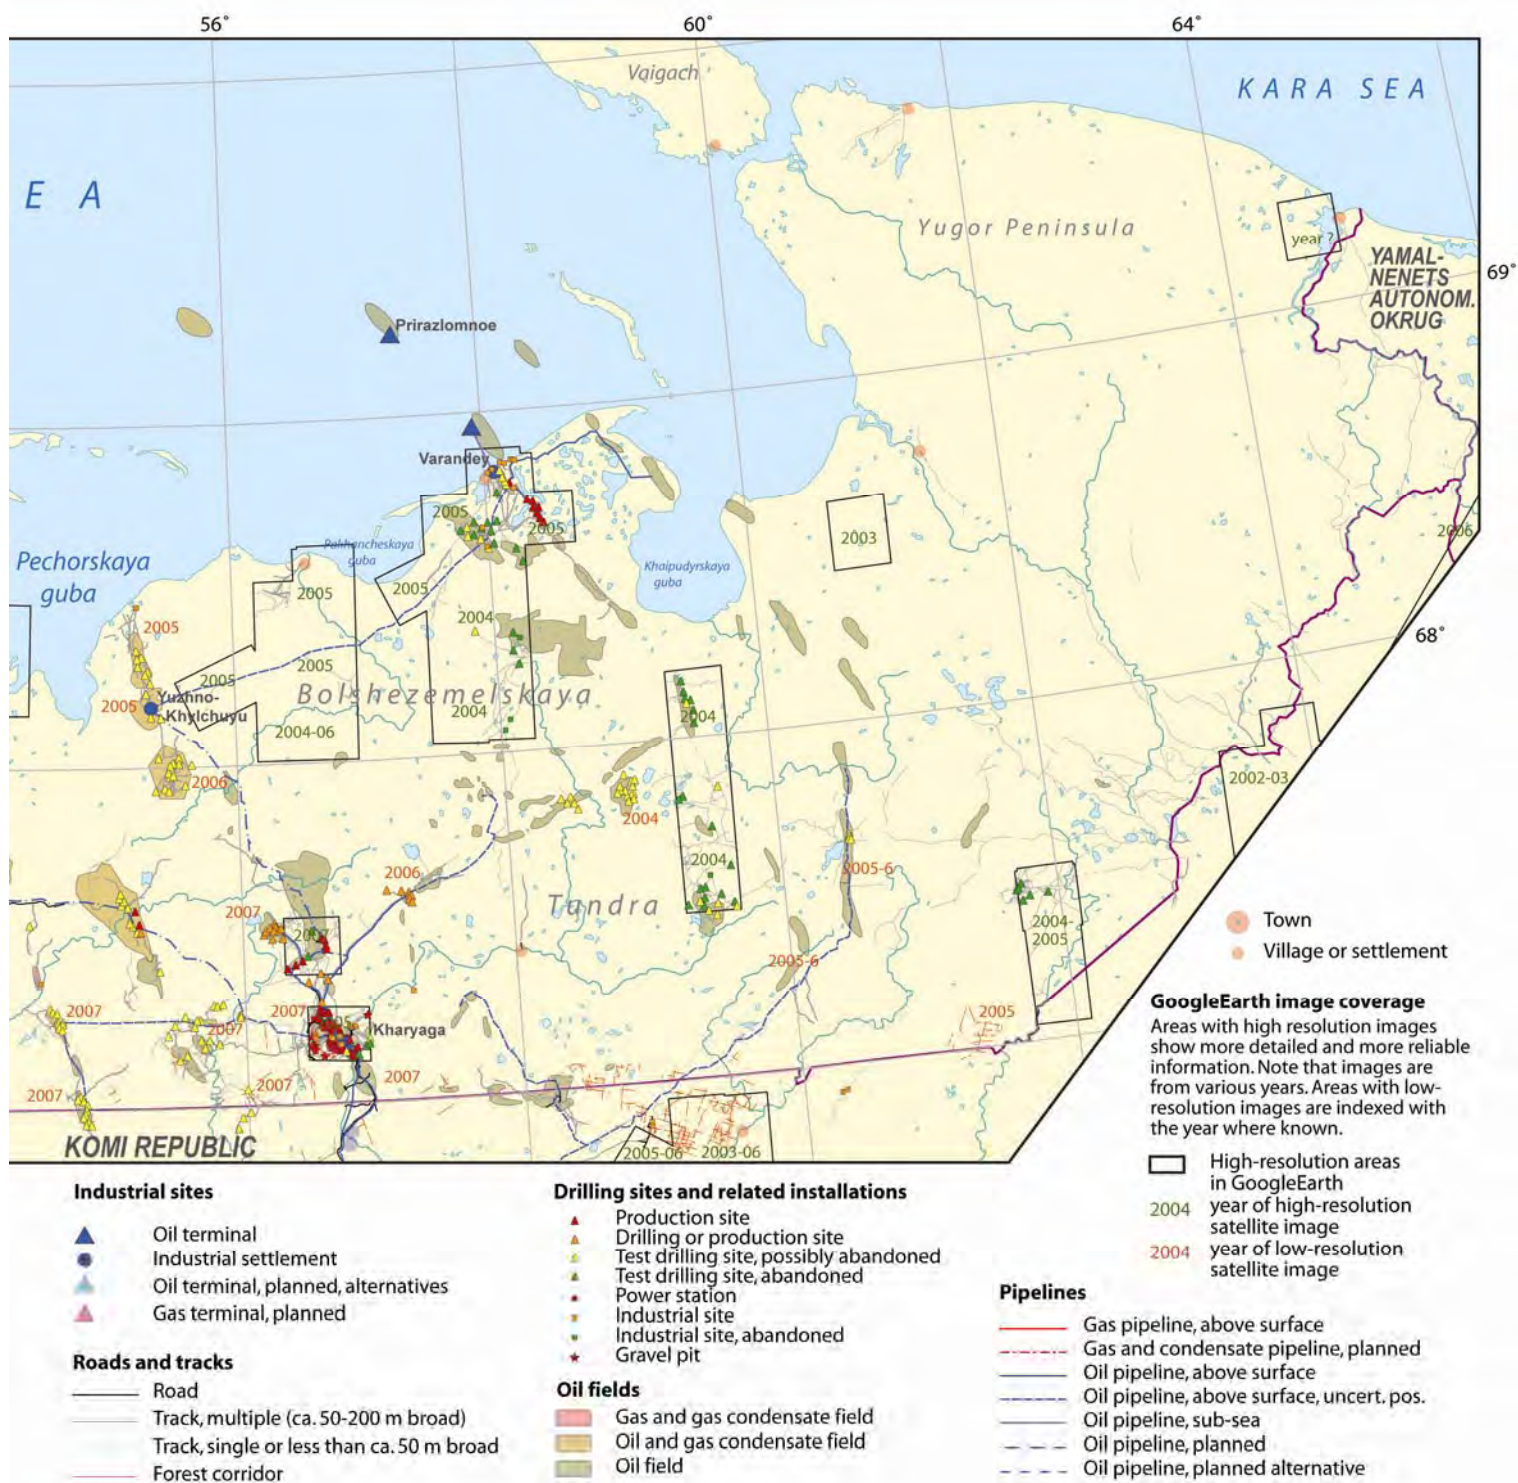 56° 60° 64°
Vaigach
KARA SEA
E A
Yugor Peninsula
year ?
YAMAL-
NENETS
AUTONOM.
OKRUG
69°
Prirazlomnoe
Varandey
2005
2005
2003
2006
Pechorskaya
guba
Pakhancheskaya
guba
Khaipudyrskaya
guba
2005
2005
2004
2005
68°
2005
2005
2005
Yuzhno-
Khylchuyu
Bolshezemelskaya
2004
2004
2004-06
2006
2004
2002-03
2004
2005-6
2006
Tundra
2007
2007
2004-
2005
2005-6
Town
Village or settlement
2007
2007
2007
2005
Kharyaga
2005
2007
2007
2007
KOMI REPUBLIC
2005-06
2003-06
GoogleEarth image coverage
Areas with high resolution images
show more detailed and more reliable
information. Note that images are
from various years. Areas with low-
resolution images are indexed with
the year where known.
High-resolution areas
in GoogleEarth
2004 year of high-resolution
satellite image
2004 year of low-resolution
satellite image
Industrial sites
Oil terminal
Industrial settlement
Oil terminal, planned, alternatives
Gas terminal, planned
Roads and tracks
Road
Track, multiple (ca. 50-200 m broad)
Track, single or less than ca. 50 m broad
Forest corridor
Drilling sites and related installations
Production site
Drilling or production site
Test drilling site, possibly abandoned
Test drilling site, abandoned
Power station
Industrial site
Industrial site, abandoned
Gravel pit
Oil fields
Gas and gas condensate field
Oil and gas condensate field
Oil field
Pipelines
Gas pipeline, above surface
Gas and condensate pipeline, planned
Oil pipeline, above surface
Oil pipeline, above surface, uncert. pos.
Oil pipeline, sub-sea
Oil pipeline, planned
Oil pipeline, planned alternative